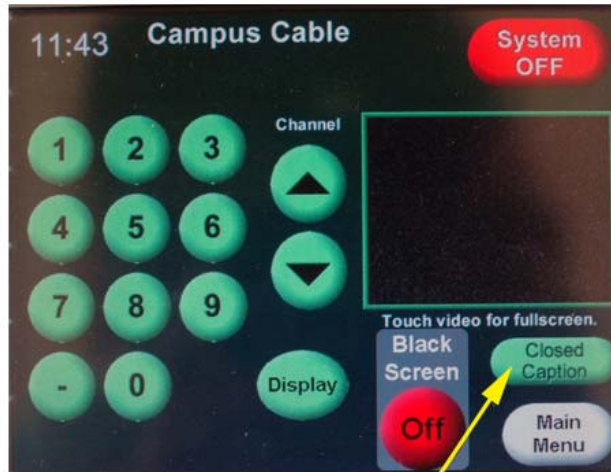 11:43
Campus Cable
System
OFF
Channel
1 2 3
4 5 6
7 8 9
- 0
Display
Touch video for fullscreen.
Black
Screen
Off
Closed
Caption
Main
Menu